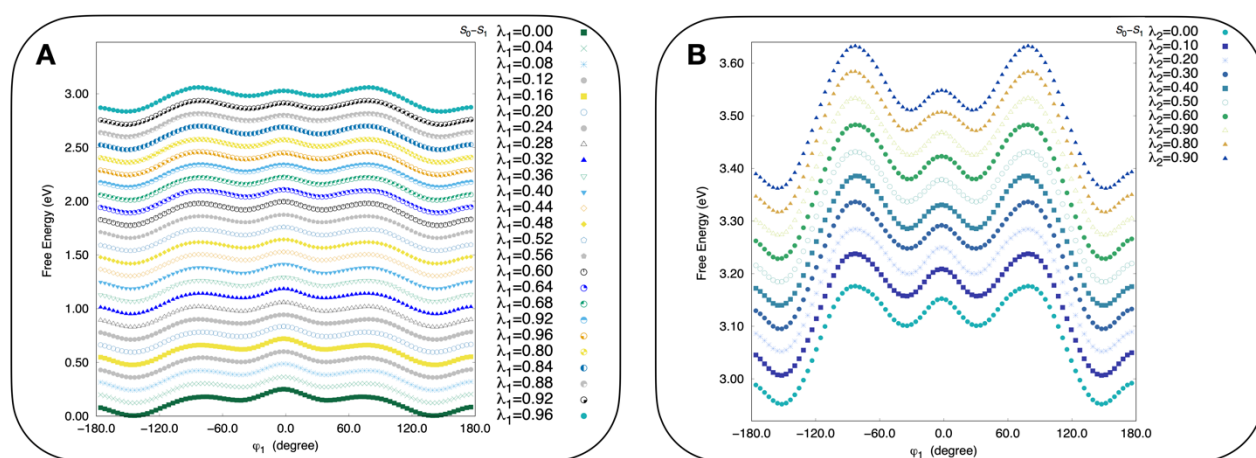 A
S0-S1
λ1=0.00
λ1=0.04
λ1=0.08
λ1=0.12
λ1=0.16
λ1=0.20
λ1=0.24
λ1=0.28
λ1=0.32
λ1=0.36
λ1=0.40
λ1=0.44
λ1=0.48
λ1=0.52
λ1=0.56
λ1=0.60
λ1=0.64
λ1=0.68
λ1=0.92
λ1=0.96
λ1=0.80
λ1=0.84
λ1=0.88
λ1=0.92
λ1=0.96
Free Energy (eV)
3.00
2.50
2.00
1.50
1.00
0.50
0.00
−180.0 −120.0 −60.0 0.0 60.0 120.0 180.0
φ1 (degree)
B
S0-S1
λ2=0.00
λ2=0.10
λ2=0.20
λ2=0.30
λ2=0.40
λ2=0.50
λ2=0.60
λ2=0.90
λ2=0.80
λ2=0.90
Free Energy (eV)
3.60
3.50
3.40
3.30
3.20
3.10
3.00
−180.0 −120.0 −60.0 0.0 60.0 120.0 180.0
φ1 (degree)